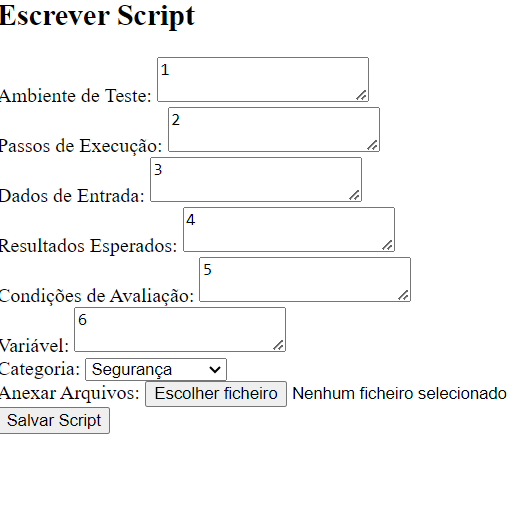 Escrever Script
1
Ambiente de Teste:
2
Passos de Execução:
3
Dados de Entrada:
4
Resultados Esperados:
5
Condições de Avaliação:
6
Variável:
Categoria: Segurança
Anexar Arquivos: Escolher ficheiro Nenhum ficheiro selecionado
Salvar Script